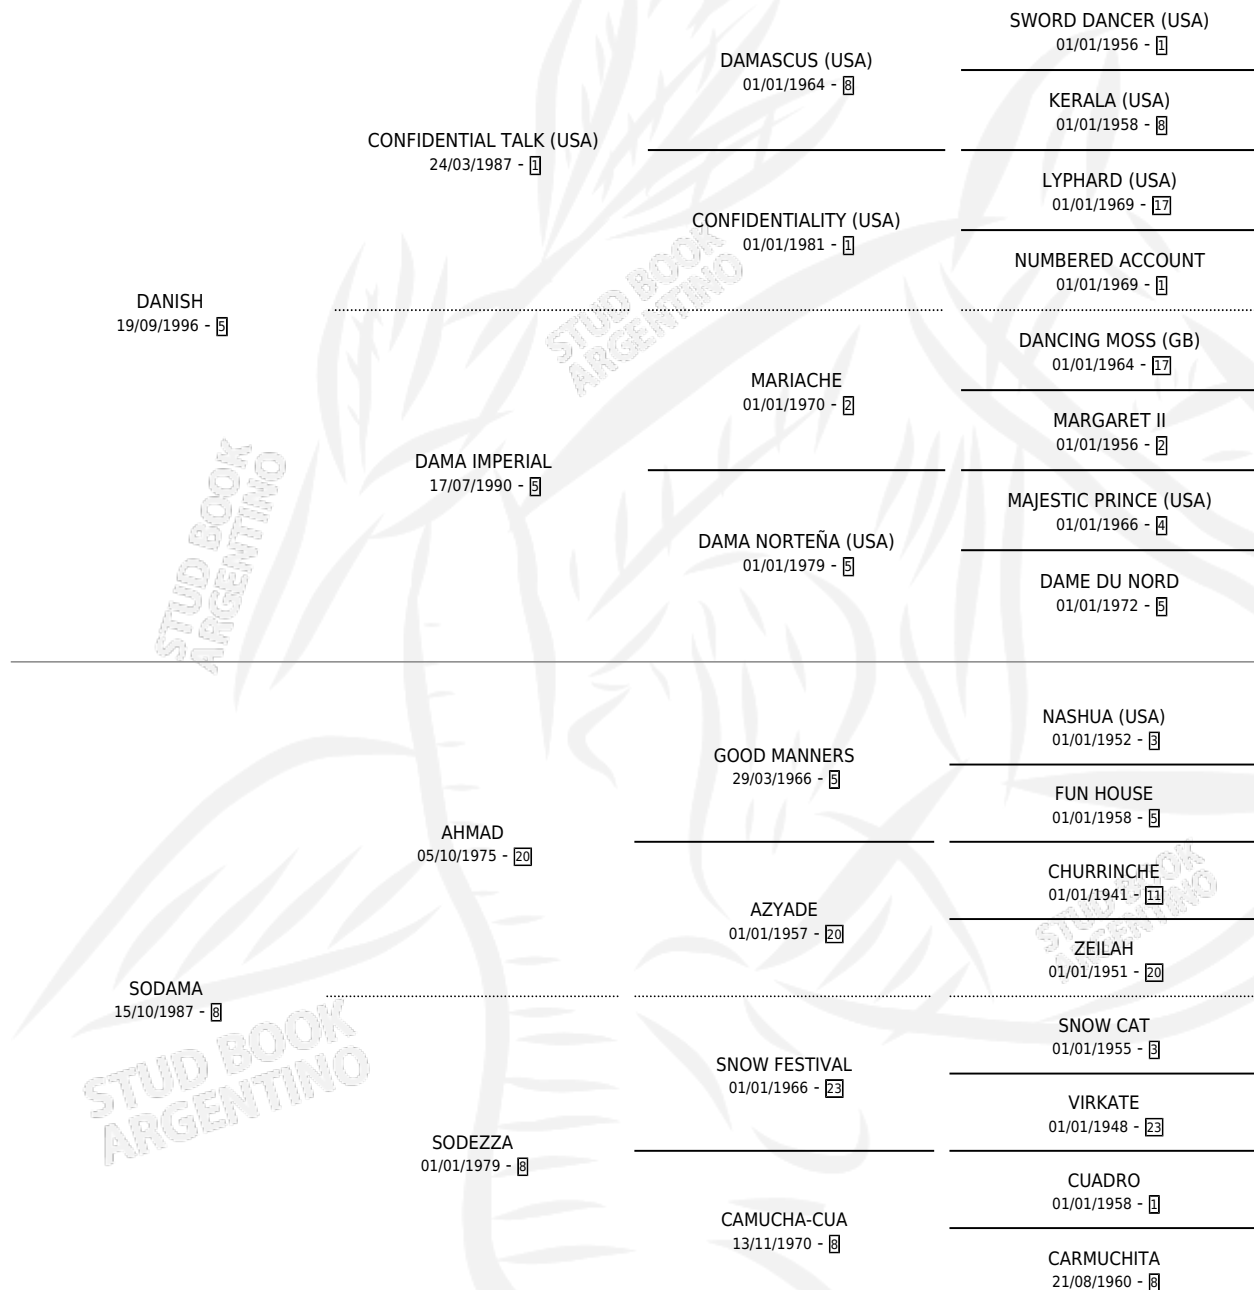 SWORD DANCER (USA)
01/01/1956 - 1
DAMASCUS (USA)
01/01/1964 - 8
KERALA (USA)
01/01/1958 - 8
CONFIDENTIAL TALK (USA)
24/03/1987 - 1
LYPHARD (USA)
01/01/1969 - 17
CONFIDENTIALITY (USA)
01/01/1981 - 1
NUMBERED ACCOUNT
01/01/1969 - 1
DANISH
19/09/1996 - 5
DANCING MOSS (GB)
01/01/1964 - 17
MARIACHE
01/01/1970 - 2
MARGARET II
01/01/1956 - 2
DAMA IMPERIAL
17/07/1990 - 5
MAJESTIC PRINCE (USA)
01/01/1966 - 4
DAMA NORTEÑA (USA)
01/01/1979 - 5
DAME DU NORD
01/01/1972 - 5
NASHUA (USA)
01/01/1952 - 3
GOOD MANNERS
29/03/1966 - 5
FUN HOUSE
01/01/1958 - 5
AHMAD
05/10/1975 - 20
CHURRINCHE
01/01/1941 - 11
AZYADE
01/01/1957 - 20
ZEILAH
01/01/1951 - 20
SODAMA
15/10/1987 - 8
SNOW CAT
01/01/1955 - 3
SNOW FESTIVAL
01/01/1966 - 23
VIRKATE
01/01/1948 - 23
SODEZZA
01/01/1979 - 8
CUADRO
01/01/1958 - 1
CAMUCHA-CUA
13/11/1970 - 8
CARMUCHITA
21/08/1960 - 8
STUD BOOK
ARGENTINO
STUD BOOK
ARGENTINO
STUD BOOK
ARGENTINO
STUD BOOK
ARGENTINO